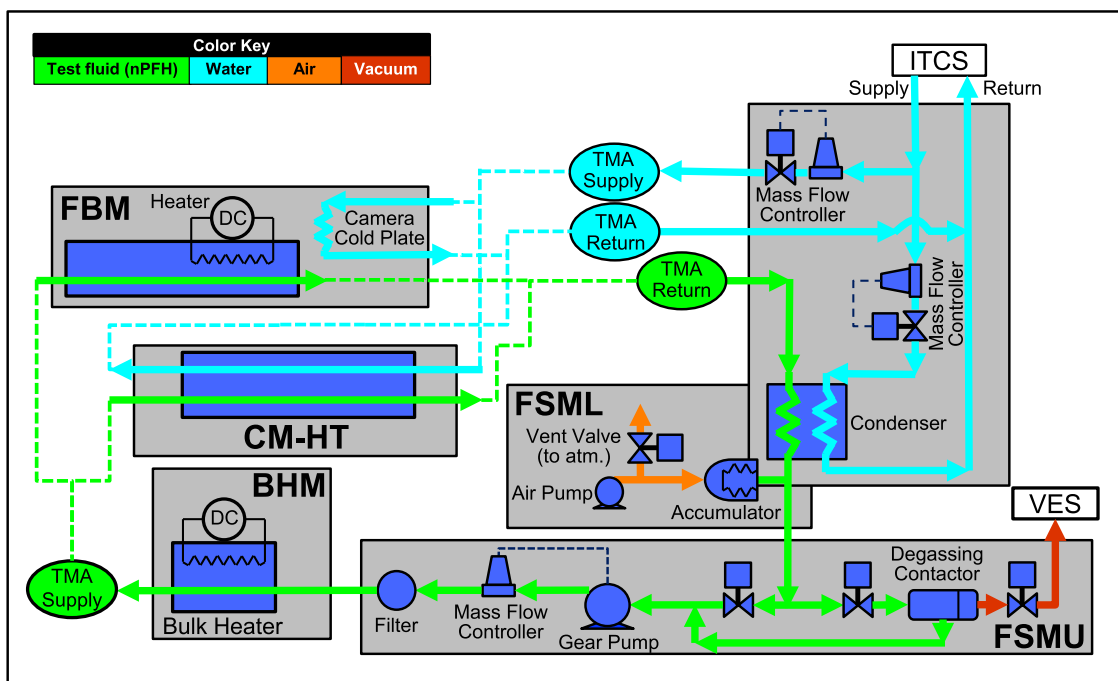 Color Key
Test fluid (nPFH) Water Air Vacuum
ITCS
Supply
Return
TMA
Supply
Mass Flow
Controller
FBM
Heater
DC
Camera
Cold Plate
TMA
Return
TMA
Return
Mass Flow
Controller
CM-HT
FSML
Vent Valve
(to atm.)
Air Pump
Accumulator
Condenser
BHM
DC
Bulk Heater
TMA
Supply
VES
Degassing
Contactor
Filter
Mass Flow
Controller
Gear Pump
FSMU